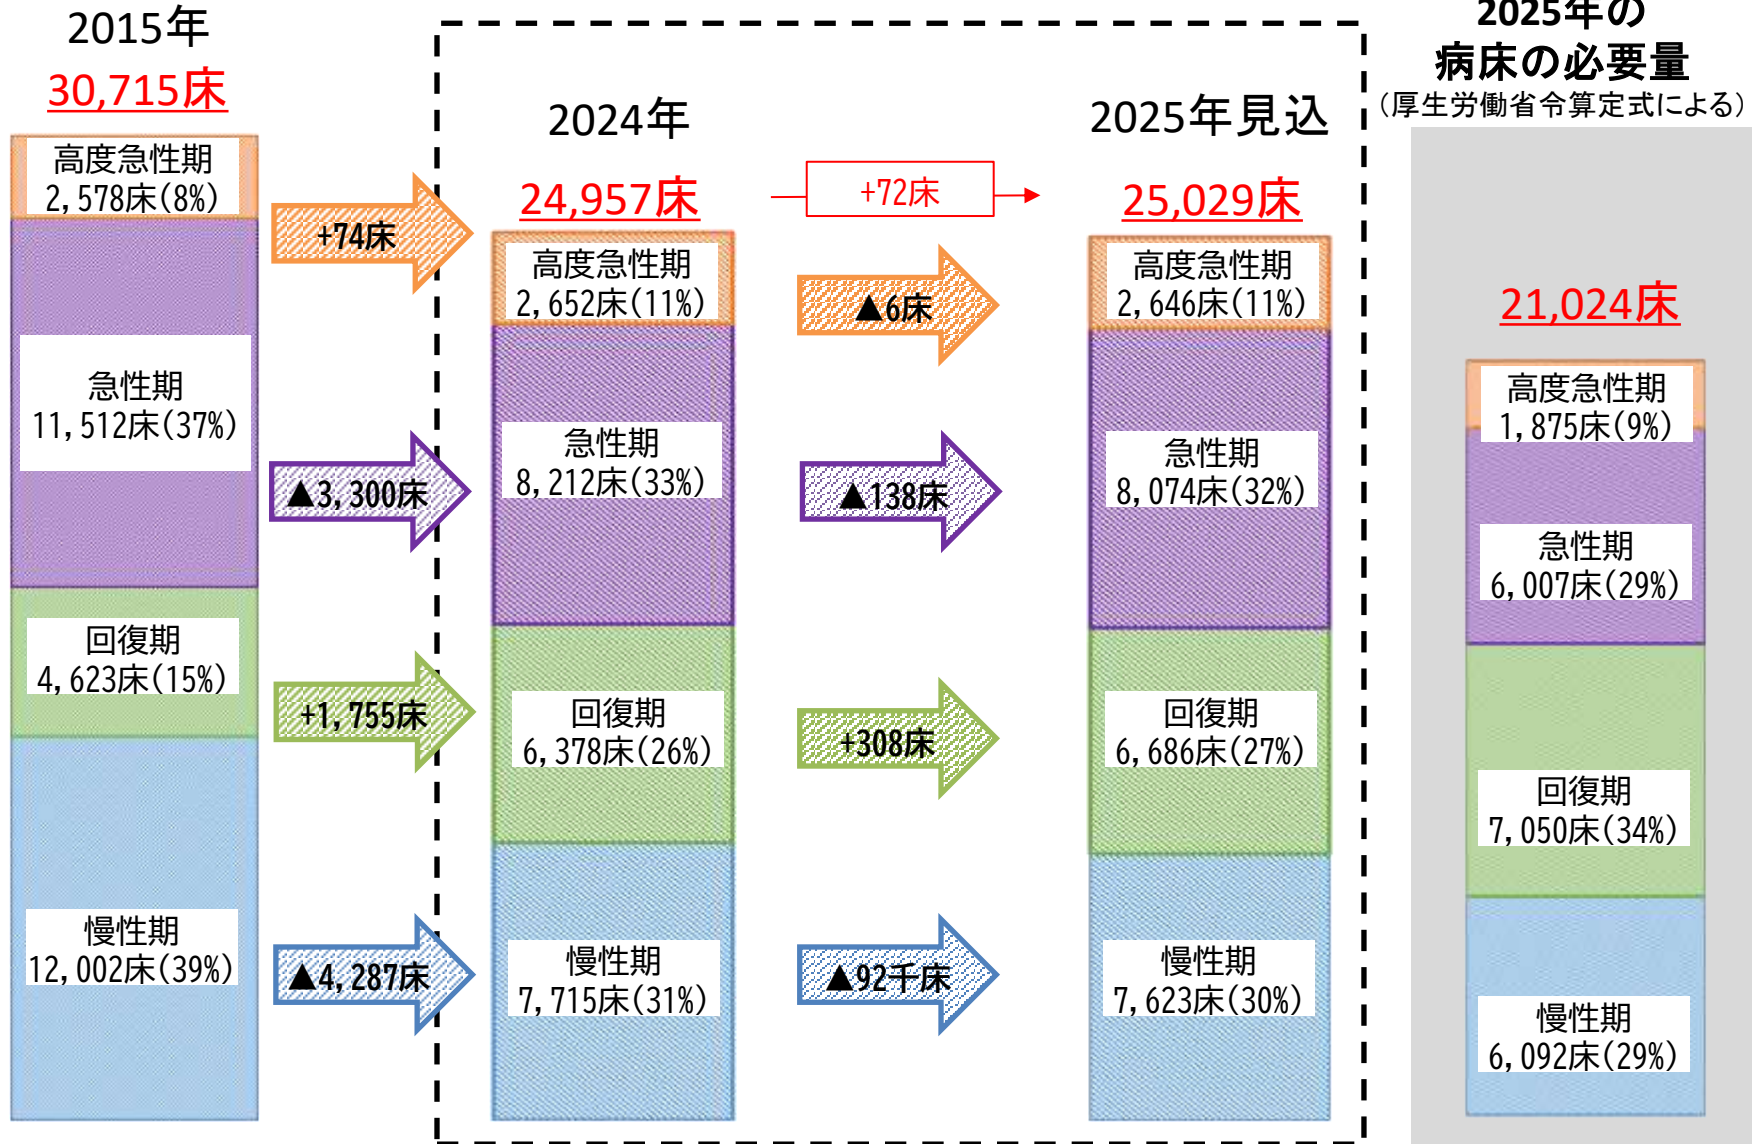 2015年
30,715床
高度急性期
2,578床(8%)
急性期
11,512床(37%)
回復期
4,623床(15%)
慢性期
12,002床(39%)
+74床
▲3,300床
+1,755床
▲4,287床
2024年
24,957床
高度急性期
2,652床(11%)
急性期
8,212床(33%)
回復期
6,378床(26%)
慢性期
7,715床(31%)
+72床
▲6床
▲138床
+308床
▲92千床
2025年見込
25,029床
高度急性期
2,646床(11%)
急性期
8,074床(32%)
回復期
6,686床(27%)
慢性期
7,623床(30%)
2025年の
病床の必要量
(厚生労働省令算定式による)
21,024床
高度急性期
1,875床(9%)
急性期
6,007床(29%)
回復期
7,050床(34%)
慢性期
6,092床(29%)